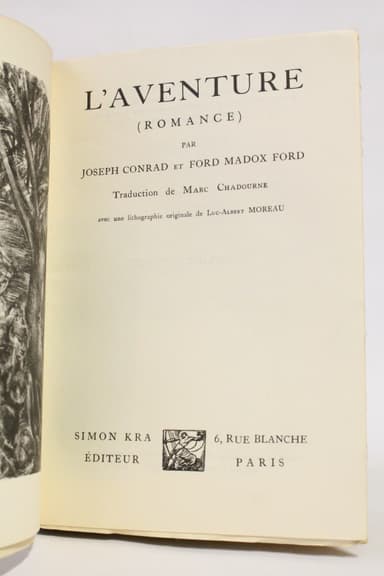 L'AVENTURE
(ROMANCE)
PAR
JOSEPH CONRAD ET FORD MADOX FORD
Traduction de MARC CHADOURNE
avec une lithographie originale de LUC-ALBERT MOREAU
SIMON KRA
ÉDITEUR
6, RUE BLANCHE
PARIS